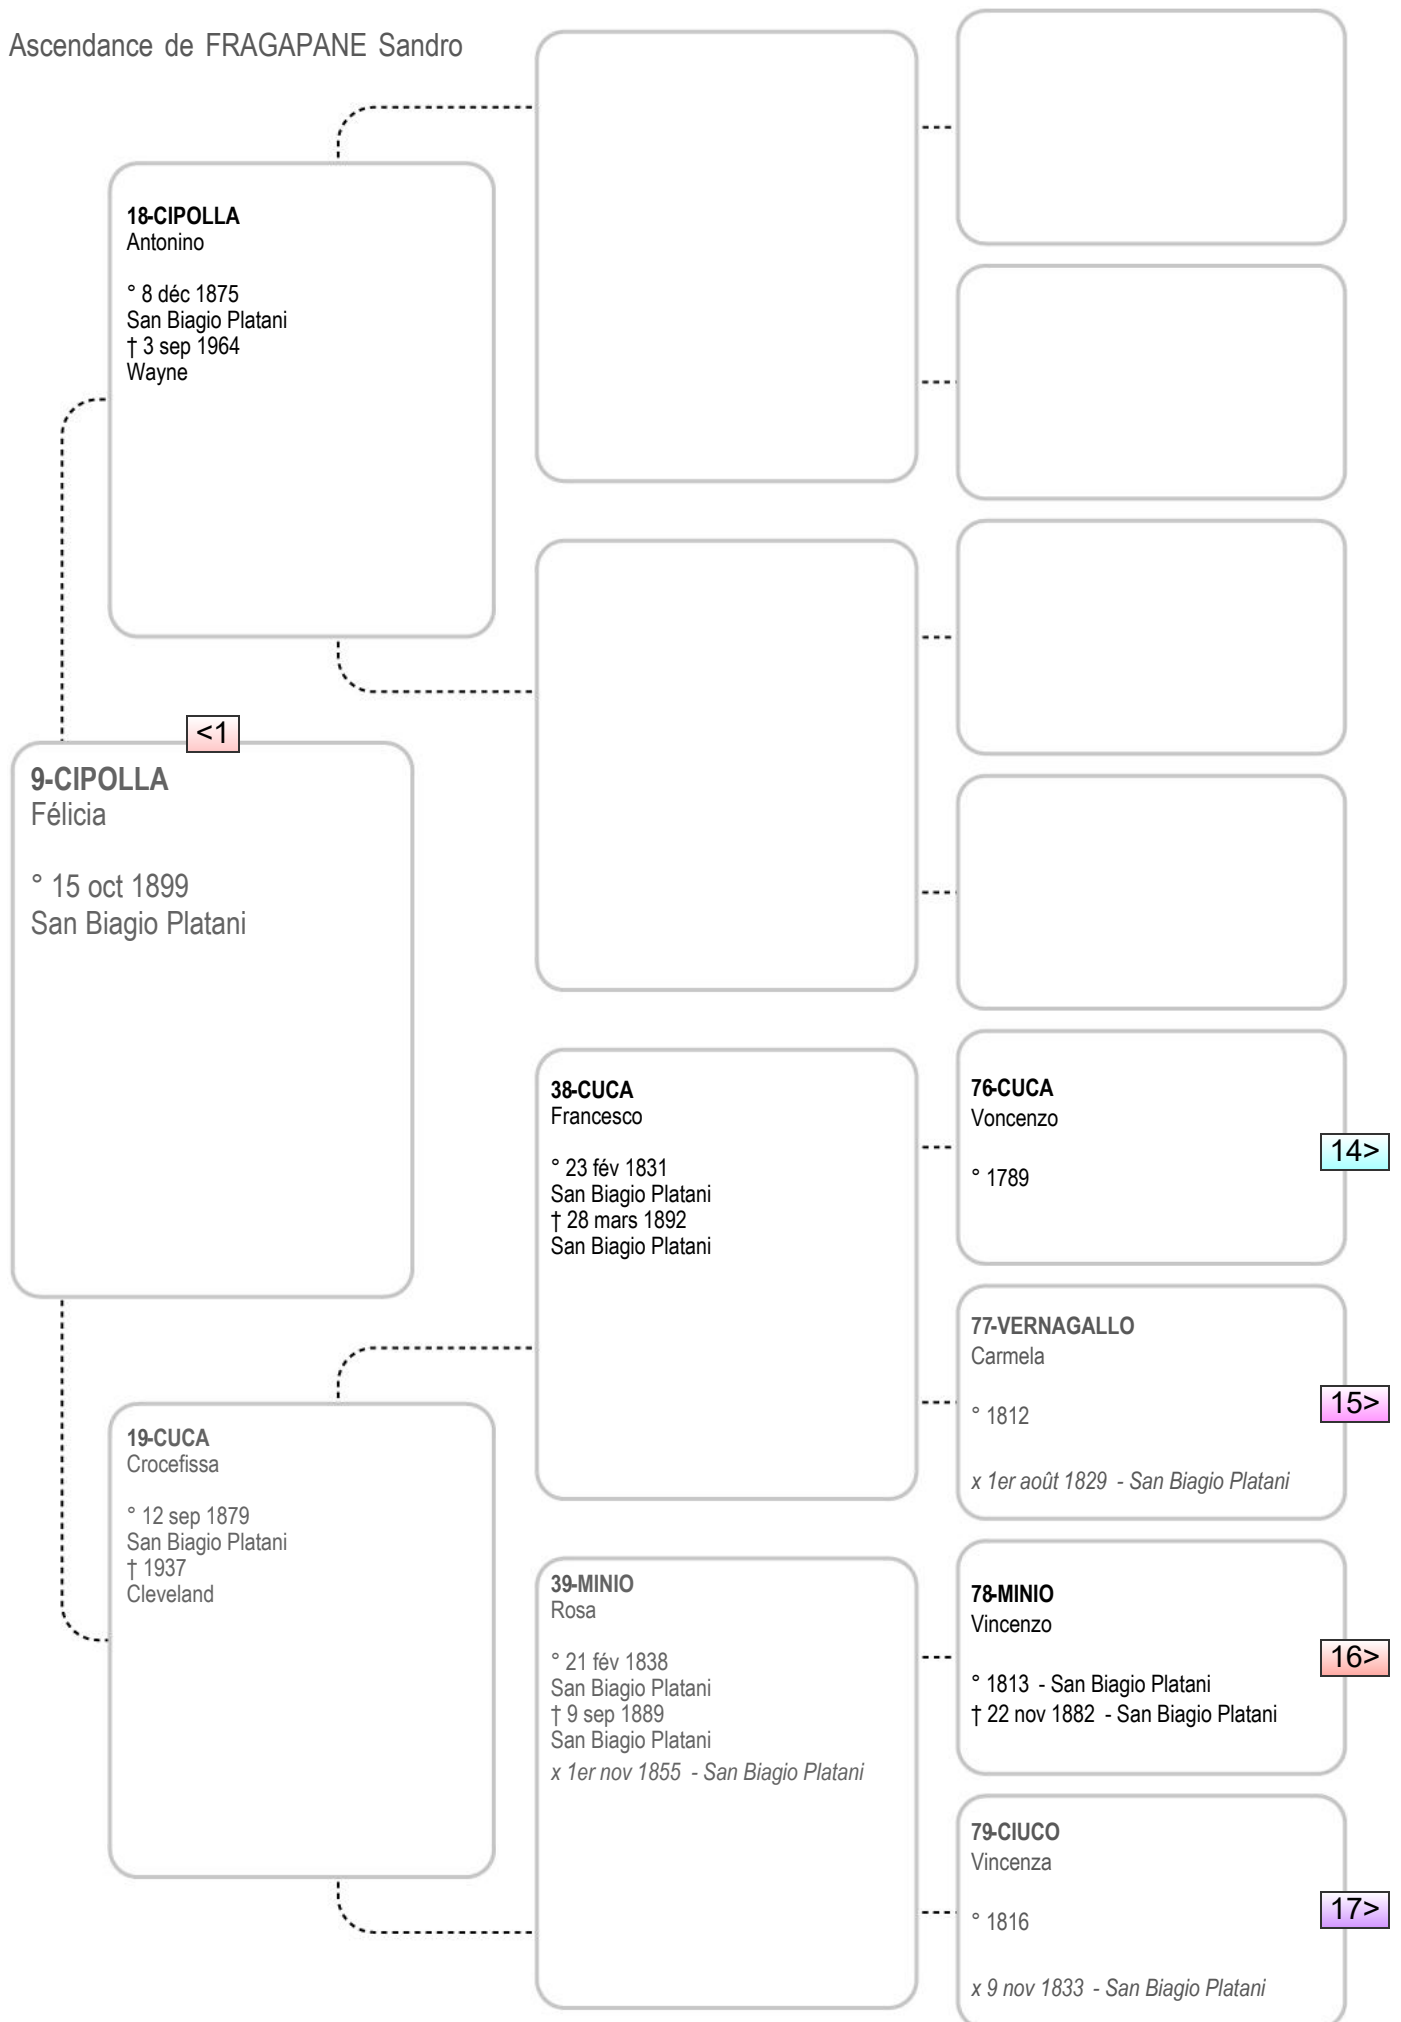 Ascendance de FRAGAPANE Sandro
18-CIPOLLA
Antonino
° 8 déc 1875
San Biagio Platani
† 3 sep 1964
Wayne
<1
9-CIPOLLA
Félicia
° 15 oct 1899
San Biagio Platani
38-CUCA
Francesco
° 23 fév 1831
San Biagio Platani
† 28 mars 1892
San Biagio Platani
76-CUCA
Voncenzo
° 1789
14>
77-VERNAGALLO
Carmela
° 1812
x 1er août 1829 - San Biagio Platani
15>
19-CUCA
Crocefissa
° 12 sep 1879
San Biagio Platani
† 1937
Cleveland
39-MINIO
Rosa
° 21 fév 1838
San Biagio Platani
† 9 sep 1889
San Biagio Platani
x 1er nov 1855 - San Biagio Platani
78-MINIO
Vincenzo
° 1813 - San Biagio Platani
† 22 nov 1882 - San Biagio Platani
16>
79-CIUCO
Vincenza
° 1816
x 9 nov 1833 - San Biagio Platani
17>